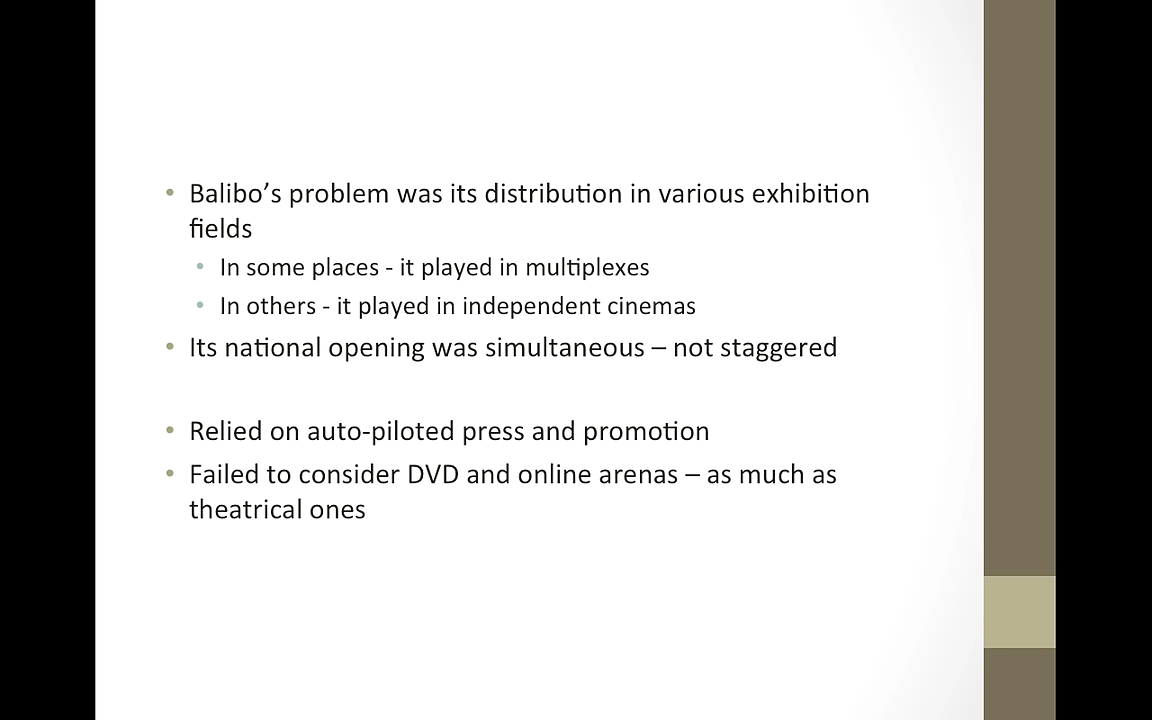 • Balibo’s problem was its distribution in various exhibition
fields
• In some places - it played in multiplexes
• In others - it played in independent cinemas
• Its national opening was simultaneous – not staggered
• Relied on auto-piloted press and promotion
• Failed to consider DVD and online arenas – as much as
theatrical ones